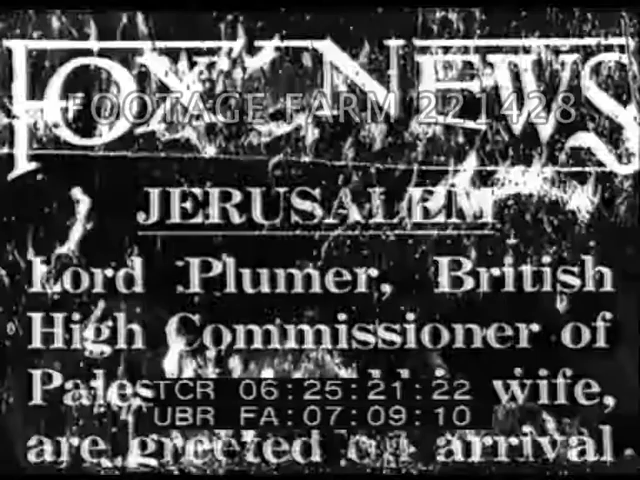 FOX NEWS
FOOTAGE FARM 221428
JERUSALEM
Lord Plumer, British
High Commissioner of
wife,
TCR 06:25:21:22
UBR FA:07:09:10
are greeted on arrival